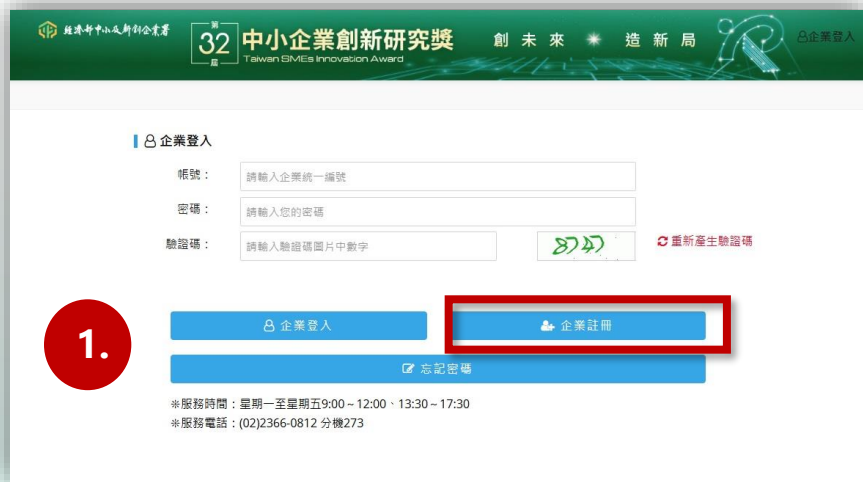 經濟部中小及新創企業署
第32屆 中小企業創新研究獎 創未來 造新局 企業登入
Taiwan SMEs Innovation Award
企業登入
帳號： 請輸入企業統一編號
密碼： 請輸入您的密碼
驗證碼： 請輸入驗證碼圖片中數字 8747 重新產生驗證碼
1. 企業登入 企業註冊
忘記密碼
※服務時間：星期一至星期五9:00～12:00、13:30～17:30
※服務電話：(02)2366-0812 分機273